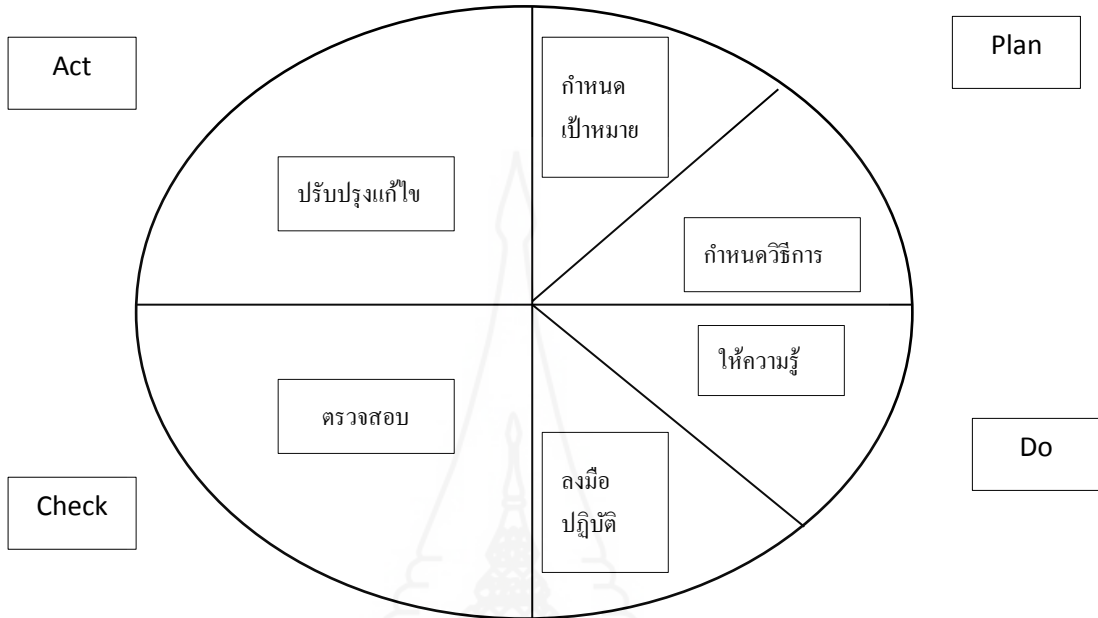 Act
Plan
กำหนด
เป้าหมาย
ปรับปรุงแก้ไข
กำหนดวิธีการ
ให้ความรู้
ตรวจสอบ
ลงมือ
ปฏิบัติ
Do
Check